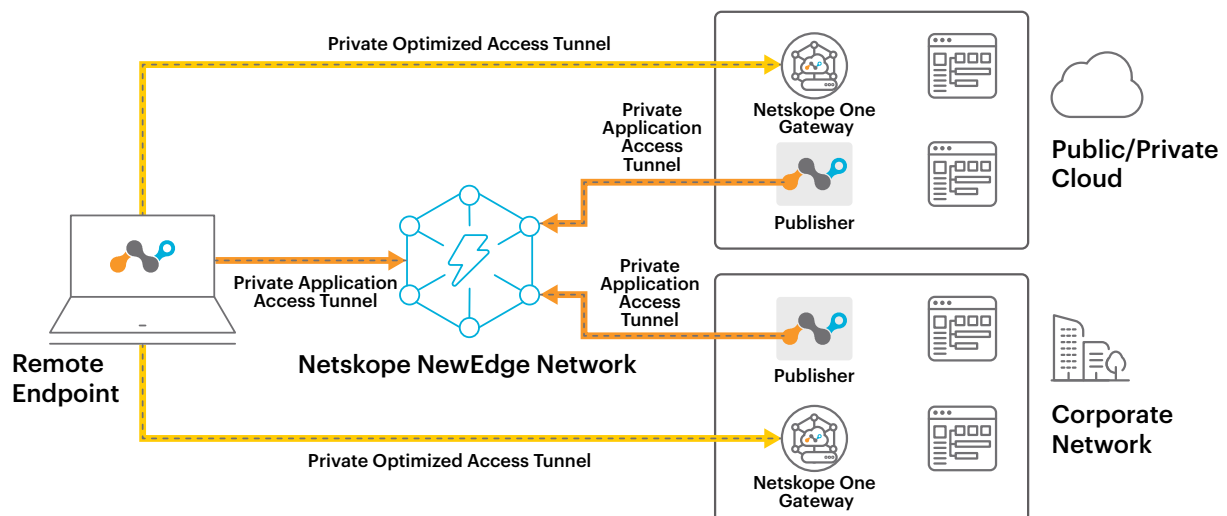 Private Optimized Access Tunnel
Netskope One
Gateway
Private
Application
Access
Tunnel
Publisher
Public/Private
Cloud
Private Application
Access Tunnel
Netskope NewEdge Network
Remote
Endpoint
Private
Application
Access
Tunnel
Publisher
Private Optimized Access Tunnel
Netskope One
Gateway
Corporate
Network